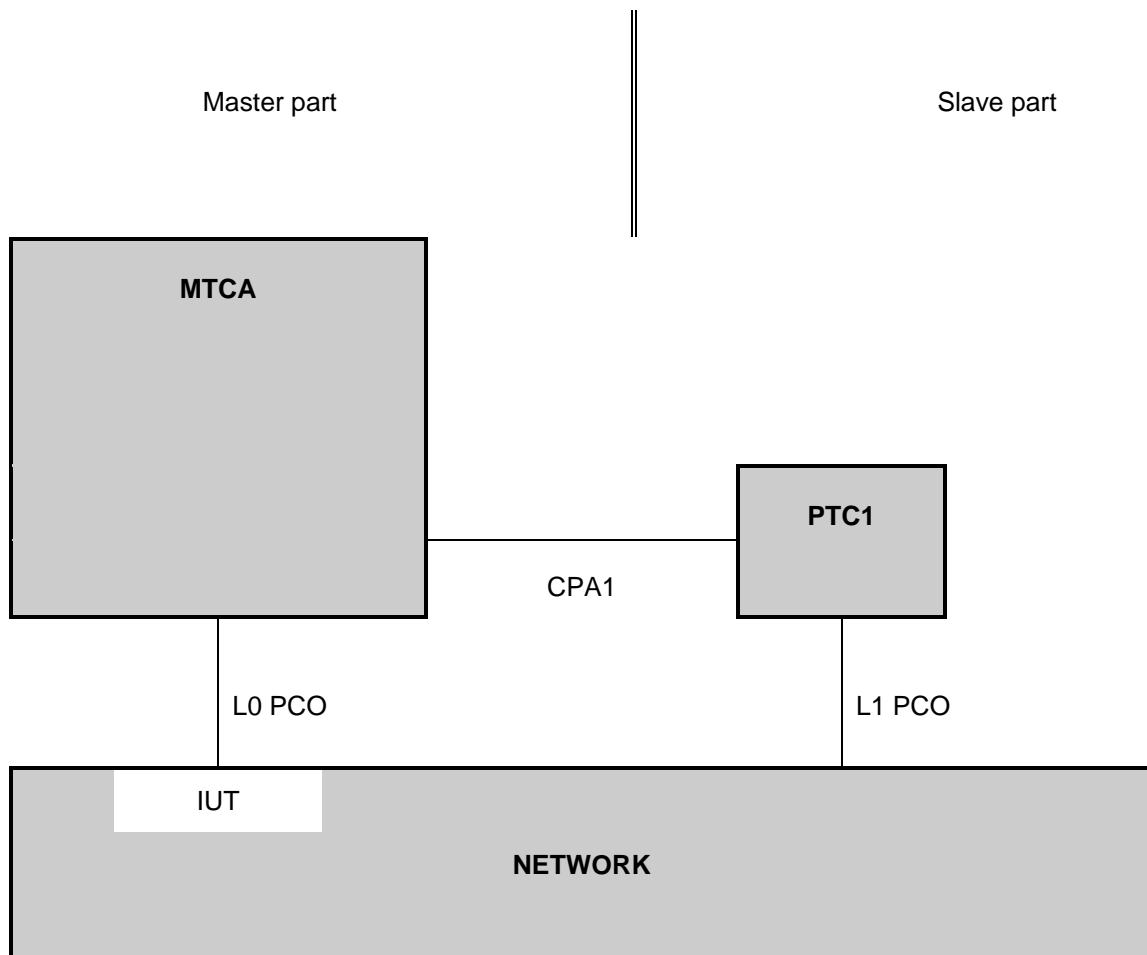 Master part
Slave part
MTCA
PTC1
CPA1
L0 PCO
L1 PCO
IUT
NETWORK